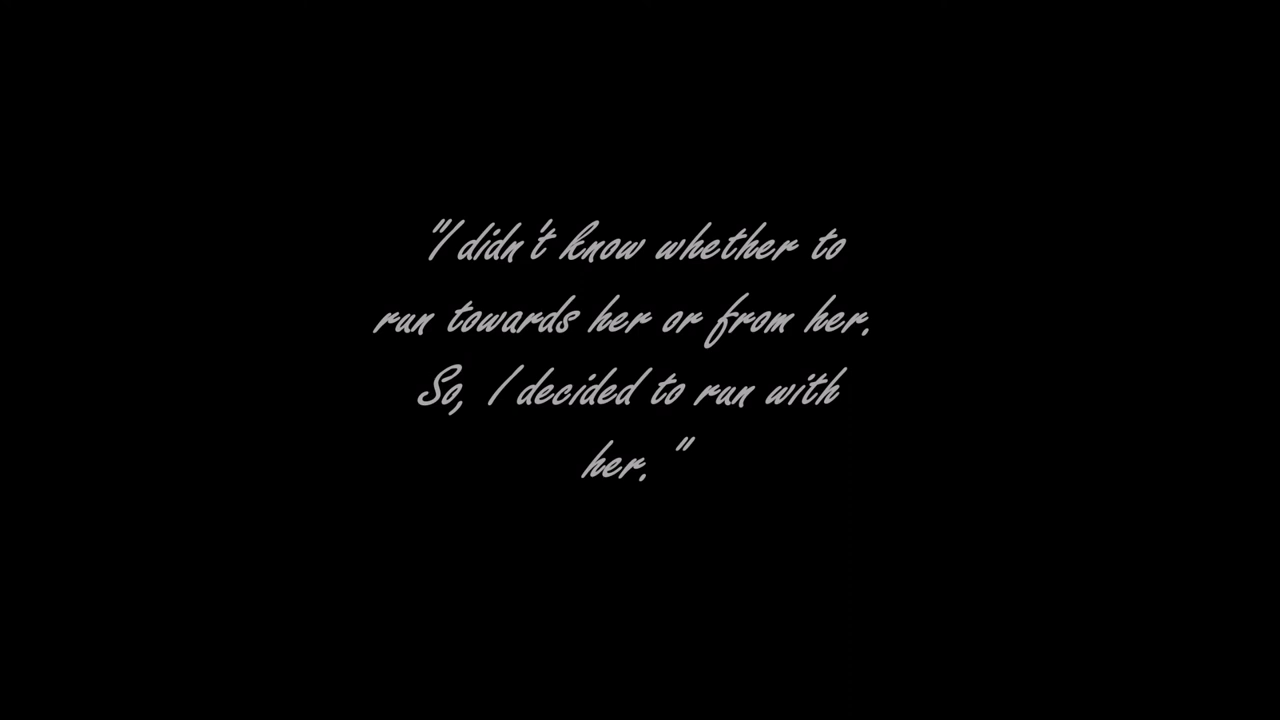 "I didn't know whether to
run towards her or from her.
So, I decided to run with
her. "